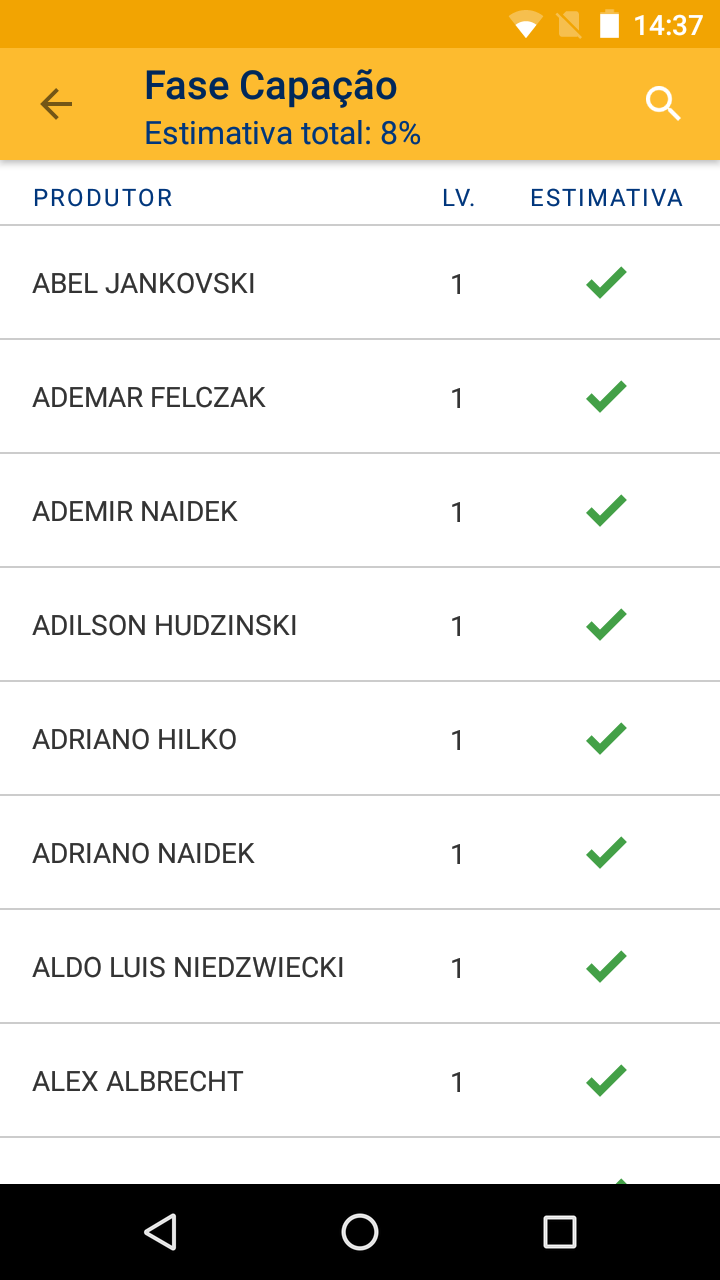 14:37
Fase Capação
Estimativa total: 8%
PRODUTOR LV. ESTIMATIVA
ABEL JANKOVSKI 1
ADEMAR FELCZAK 1
ADEMIR NAIDEK 1
ADILSON HUDZINSKI 1
ADRIANO HILKO 1
ADRIANO NAIDEK 1
ALDO LUIS NIEDZWIECKI 1
ALEX ALBRECHT 1